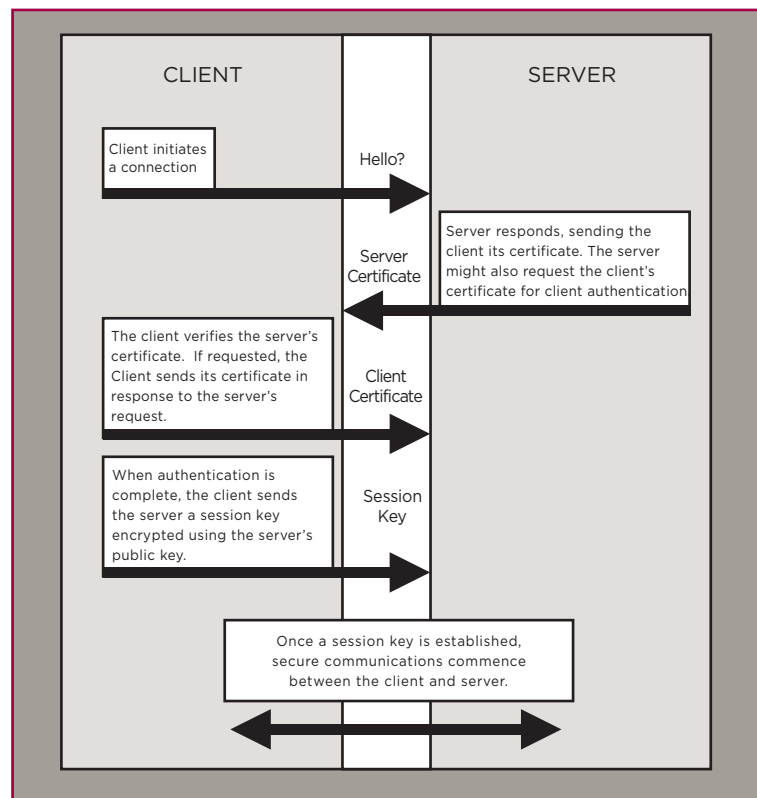 CLIENT
SERVER
Client initiates
a connection
Hello?
Server responds, sending the
client its certificate. The server
might also request the client's
certificate for client authentication
Server
Certificate
The client verifies the server's
certificate.  If requested, the
Client sends its certificate in
response to the server's
request.
Client
Certificate
When authentication is
complete, the client sends
the server a session key
encrypted using the server's
public key.
Session
Key
Once a session key is established,
secure communications commence
between the client and server.